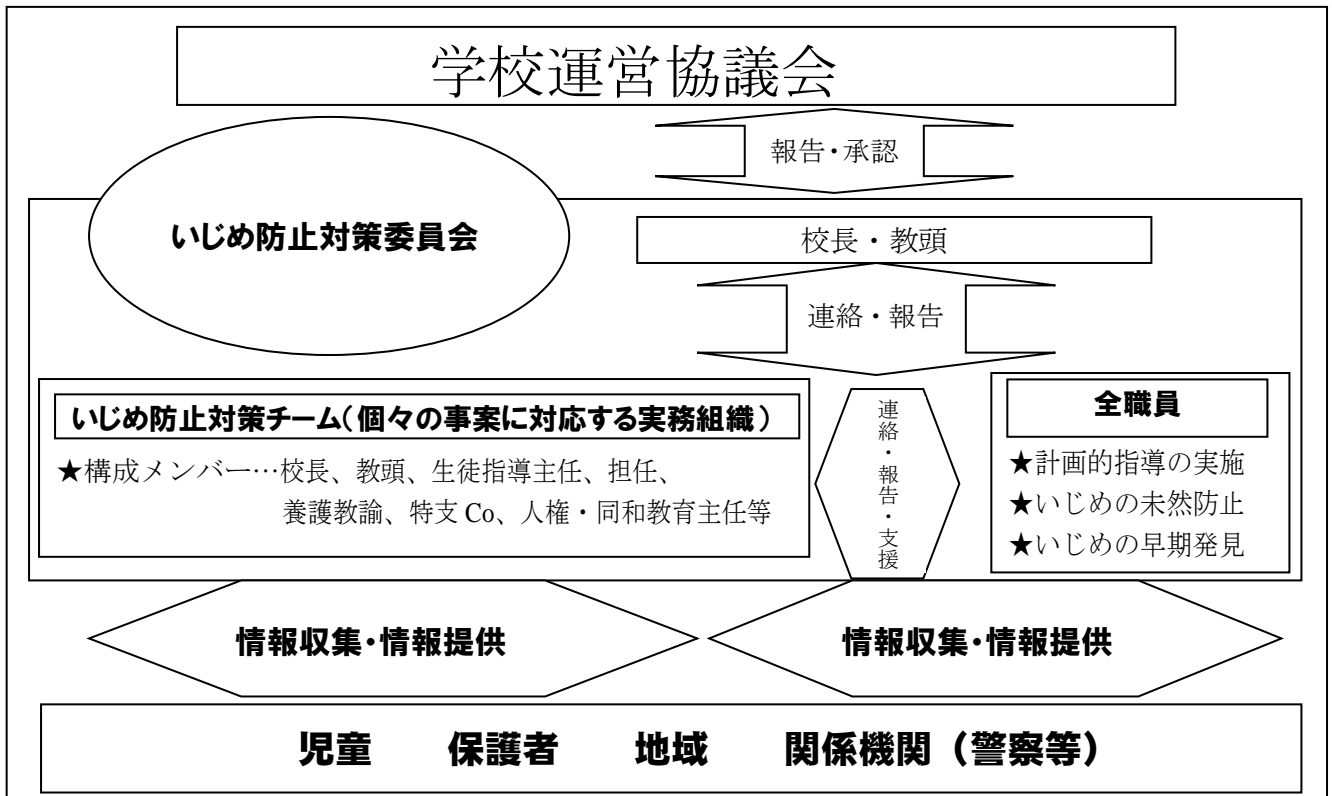 学校運営協議会
報告・承認
いじめ防止対策委員会
校長・教頭
連絡・報告
いじめ防止対策チーム(個々の事案に対応する実務組織)
★構成メンバー…校長、教頭、生徒指導主任、担任、
養護教諭、特支 Co、人権・同和教育主任等
連絡・報告・支援
全職員
★計画的指導の実施
★いじめの未然防止
★いじめの早期発見
情報収集・情報提供
情報収集・情報提供
児童 保護者 地域 関係機関（警察等）